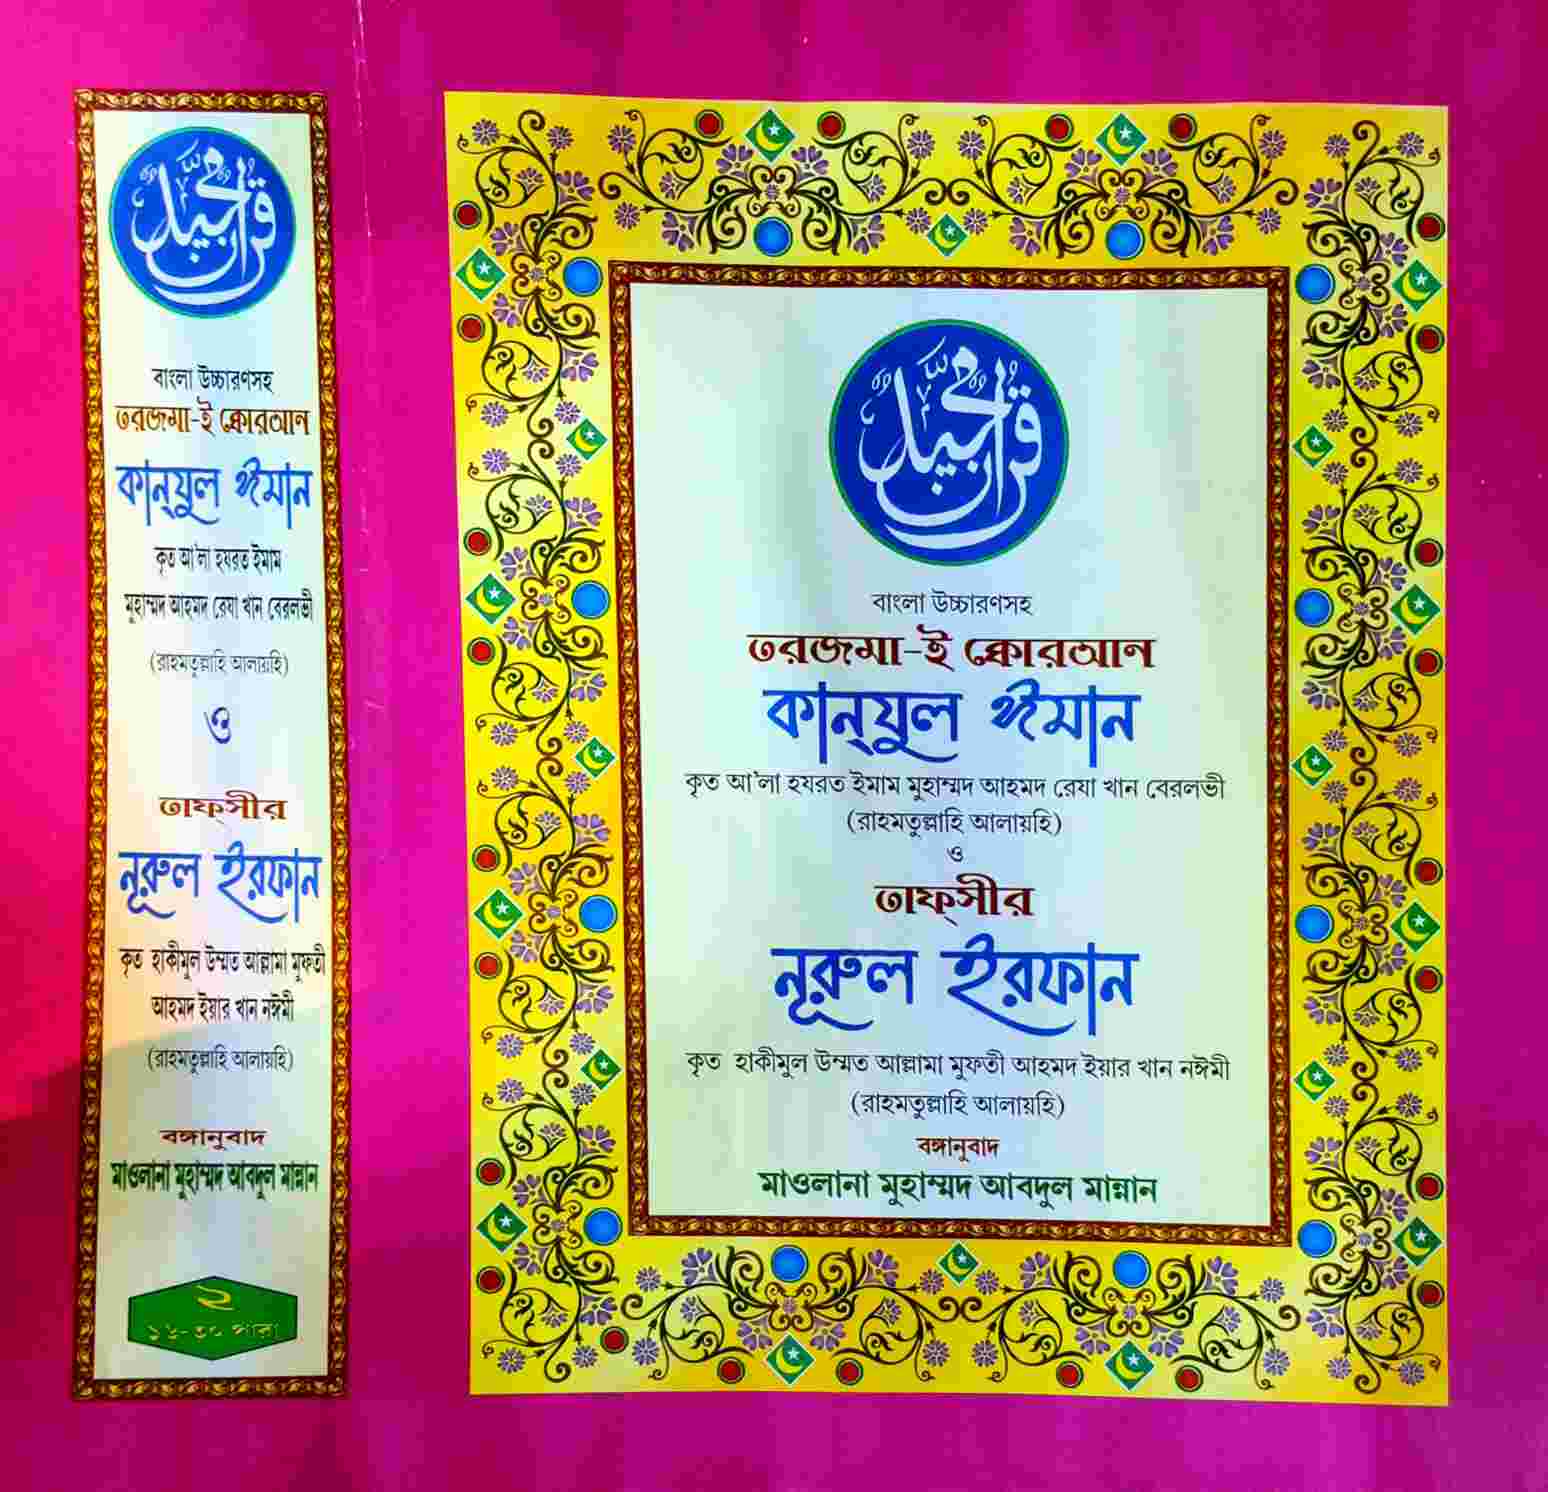 قرآن مجید
বাংলা উচ্চারণসহ
তরজমা-ই ক্বোরআন
কান্‌যুল ঈমান
কৃত আ'লা হযরত ইমাম
মুহাম্মদ আহমদ রেযা খান বেরলভী
(রাহমতুল্লাহি আলায়হি)
ও
তাফ্‌সীর
নূরুল ইরফান
কৃত হাকীমুল উম্মত আল্লামা মুফতী
আহমদ ইয়ার খান নঈমী
(রাহমতুল্লাহি আলায়হি)
বঙ্গানুবাদ
মাওলানা মুহাম্মদ আবদুল মান্নান
২
১৬-৩০ পারা
قرآن مجید
বাংলা উচ্চারণসহ
তরজমা-ই ক্বোরআন
কান্‌যুল ঈমান
কৃত আ'লা হযরত ইমাম মুহাম্মদ আহমদ রেযা খান বেরলভী
(রাহমতুল্লাহি আলায়হি)
ও
তাফ্‌সীর
নূরুল ইরফান
কৃত হাকীমুল উম্মত আল্লামা মুফতী আহমদ ইয়ার খান নঈমী
(রাহমতুল্লাহি আলায়হি)
বঙ্গানুবাদ
মাওলানা মুহাম্মদ আবদুল মান্নান